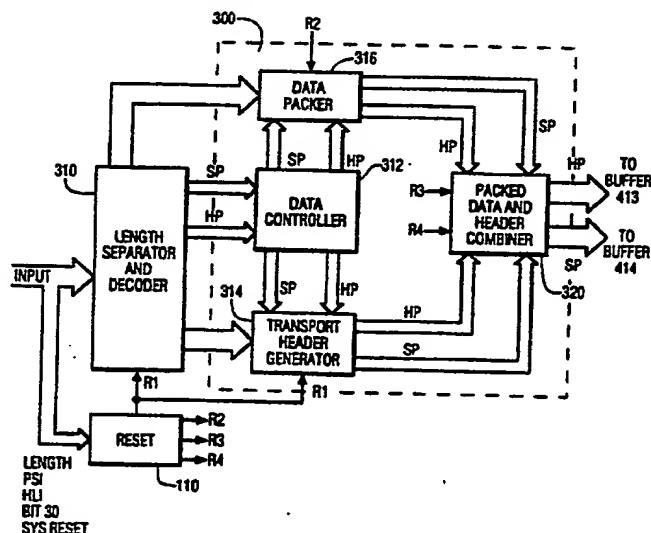 300
R2
316
DATA
PACKER
SP
HP
SP
HP
310
SP
HP
312
DATA
CONTROLLER
LENGTH
SEPARATOR
AND
DECODER
R3
R4
PACKED
DATA AND
HEADER
COMBINER
HP
TO
BUFFER
413
TO
BUFFER
414
SP
320
INPUT
SP
HP
314
TRANSPORT
HEADER
GENERATOR
HP
SP
R1
R1
RESET
R2
R3
R4
110
LENGTH
PSI
HLI
BIT 30
SYS RESET